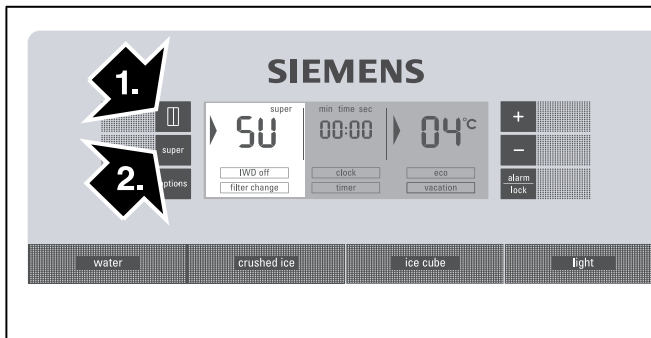 1.
SIEMENS
super
min time sec
SU
00:00
04°C
+
super
−
2.
ptions
IWD off
clock
eco
alarm
lock
filter change
timer
vacation
water
crushed ice
ice cube
light